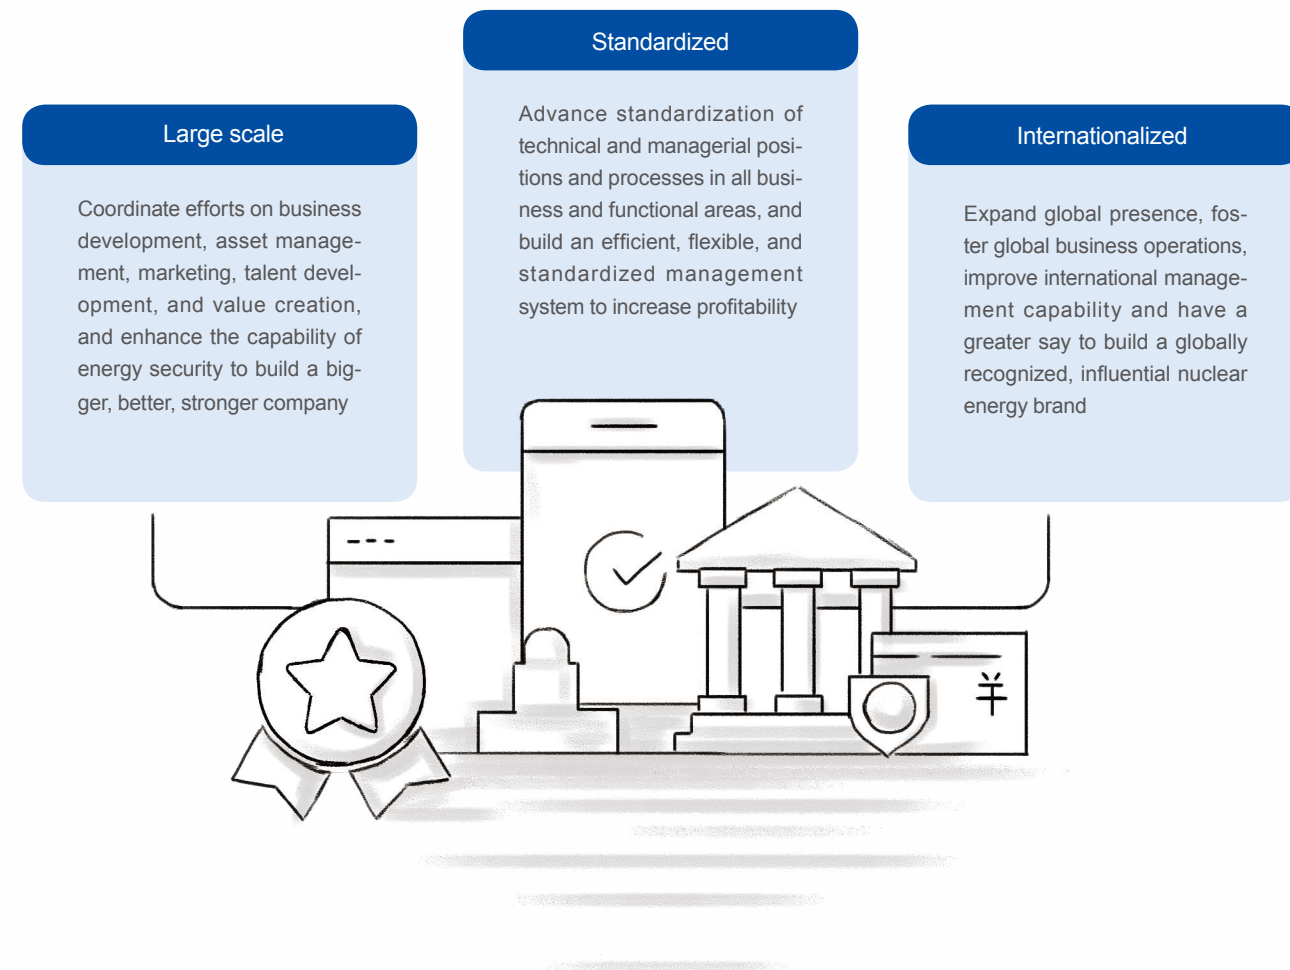 Large scale
Coordinate efforts on business
development, asset manage-
ment, marketing, talent devel-
opment, and value creation,
and enhance the capability of
energy security to build a big-
ger, better, stronger company
Standardized
Advance standardization of
technical and managerial posi-
tions and processes in all busi-
ness and functional areas, and
build an efficient, flexible, and
standardized management
system to increase profitability
Internationalized
Expand global presence, fos-
ter global business operations,
improve international manage-
ment capability and have a
greater say to build a globally
recognized, influential nuclear
energy brand
¥